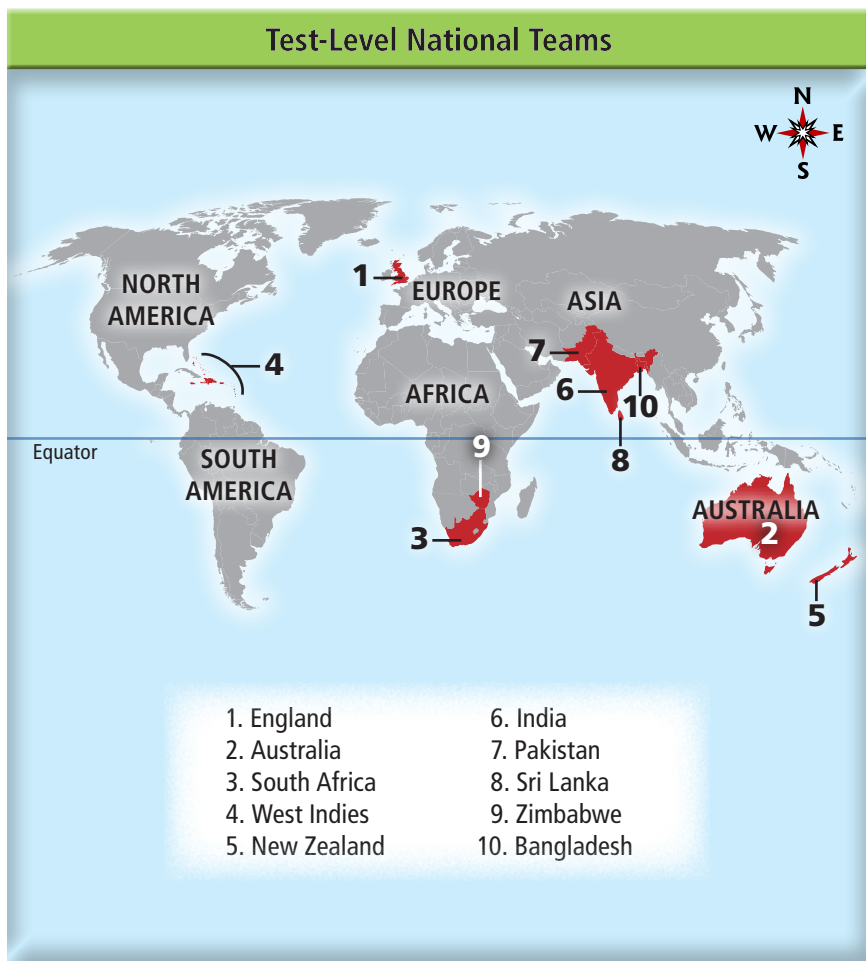 Test-Level National Teams
N
W E
S
NORTH
AMERICA
1
EUROPE
ASIA
4
7
6
10
AFRICA
Equator
9
8
SOUTH
AMERICA
AUSTRALIA
2
3
5
1. England
2. Australia
3. South Africa
4. West Indies
5. New Zealand
6. India
7. Pakistan
8. Sri Lanka
9. Zimbabwe
10. Bangladesh